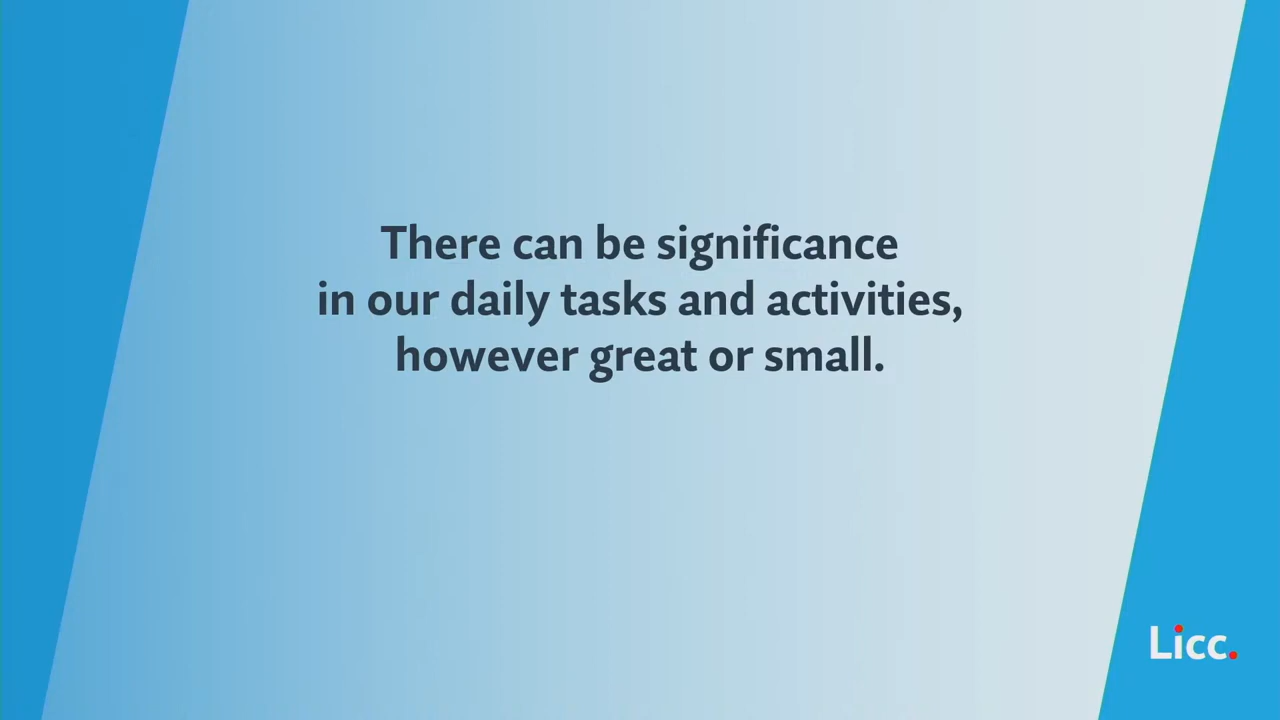 There can be significance
in our daily tasks and activities,
however great or small.
Licc.